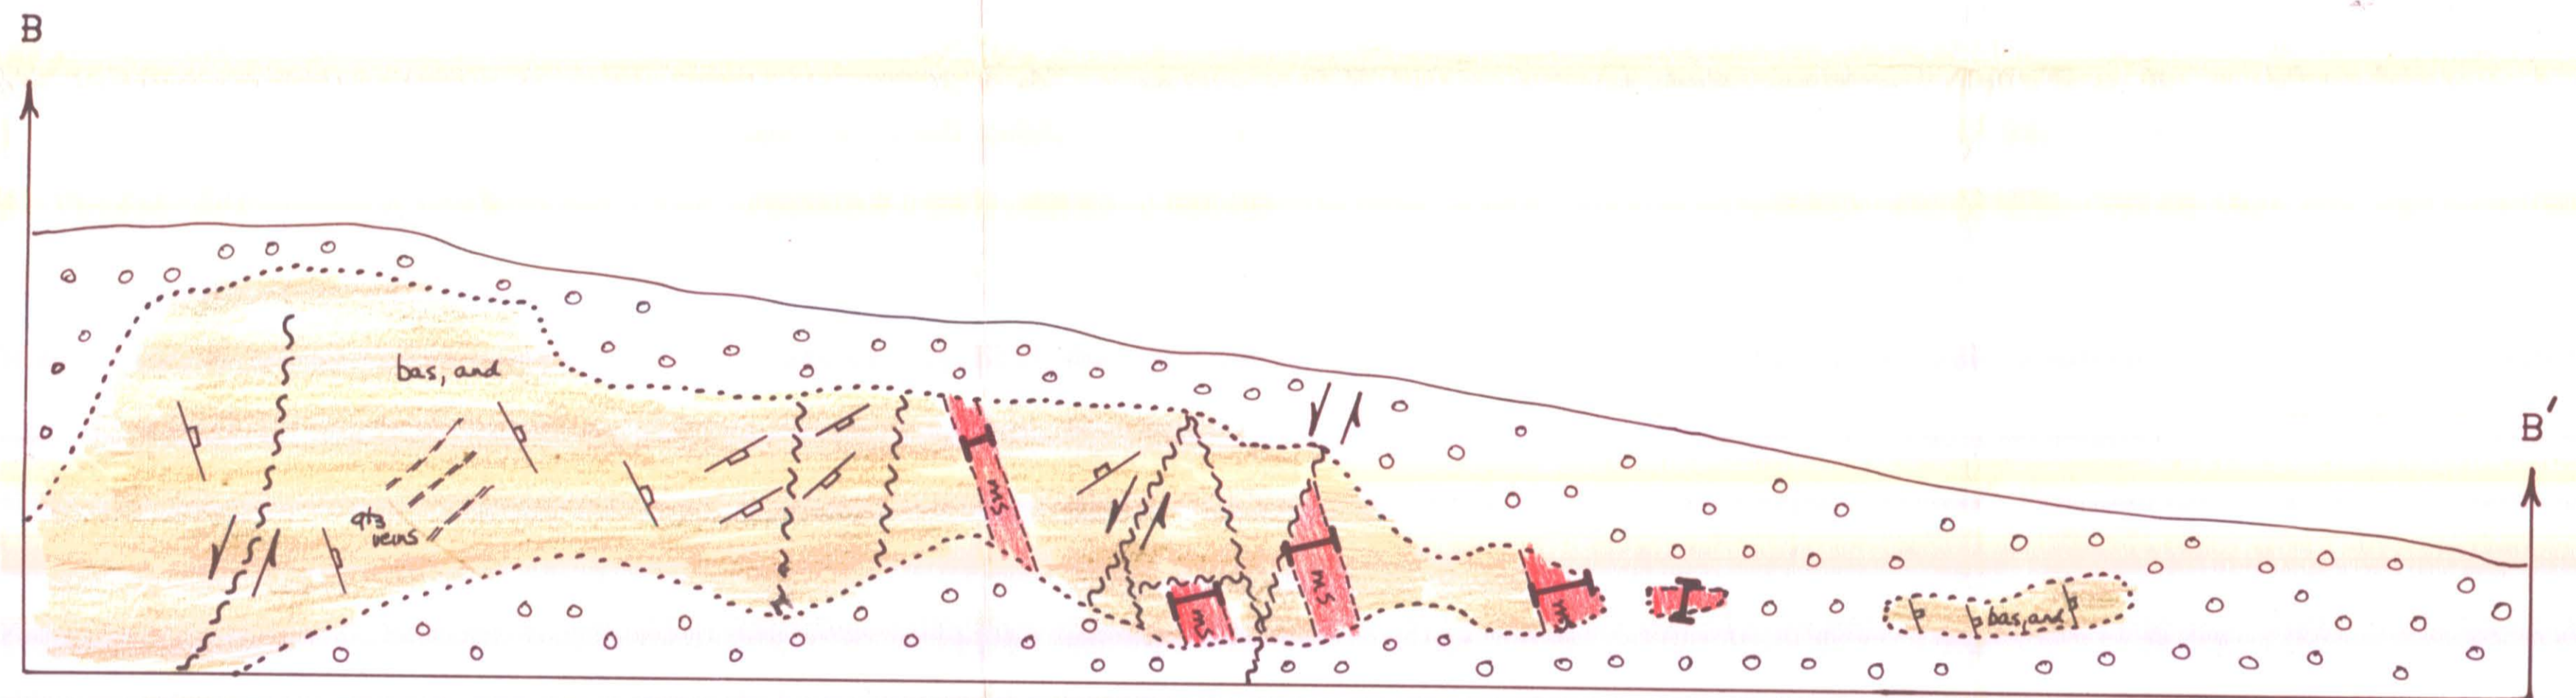 B
B'
bas, and
qtz
veins
ms
ms
ms
ms
bas, and